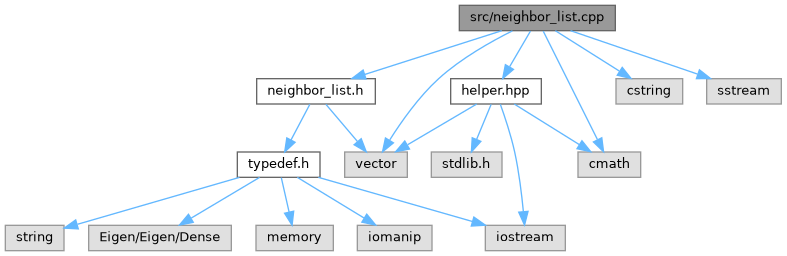 src/neighbor_list.cpp
neighbor_list.h
helper.hpp
cstring
sstream
typedef.h
vector
stdlib.h
cmath
string
Eigen/Eigen/Dense
memory
iomanip
iostream